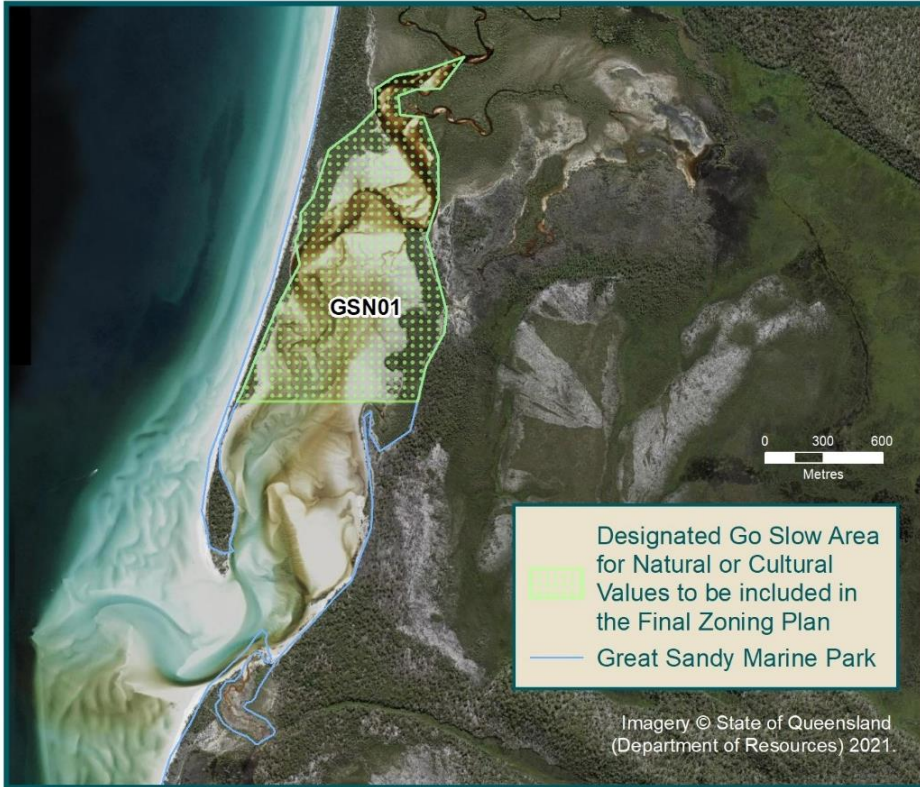 GSN01
0 300 600
Metres
Designated Go Slow Area
for Natural or Cultural
Values to be included in
the Final Zoning Plan
Great Sandy Marine Park
Imagery © State of Queensland
(Department of Resources) 2021.